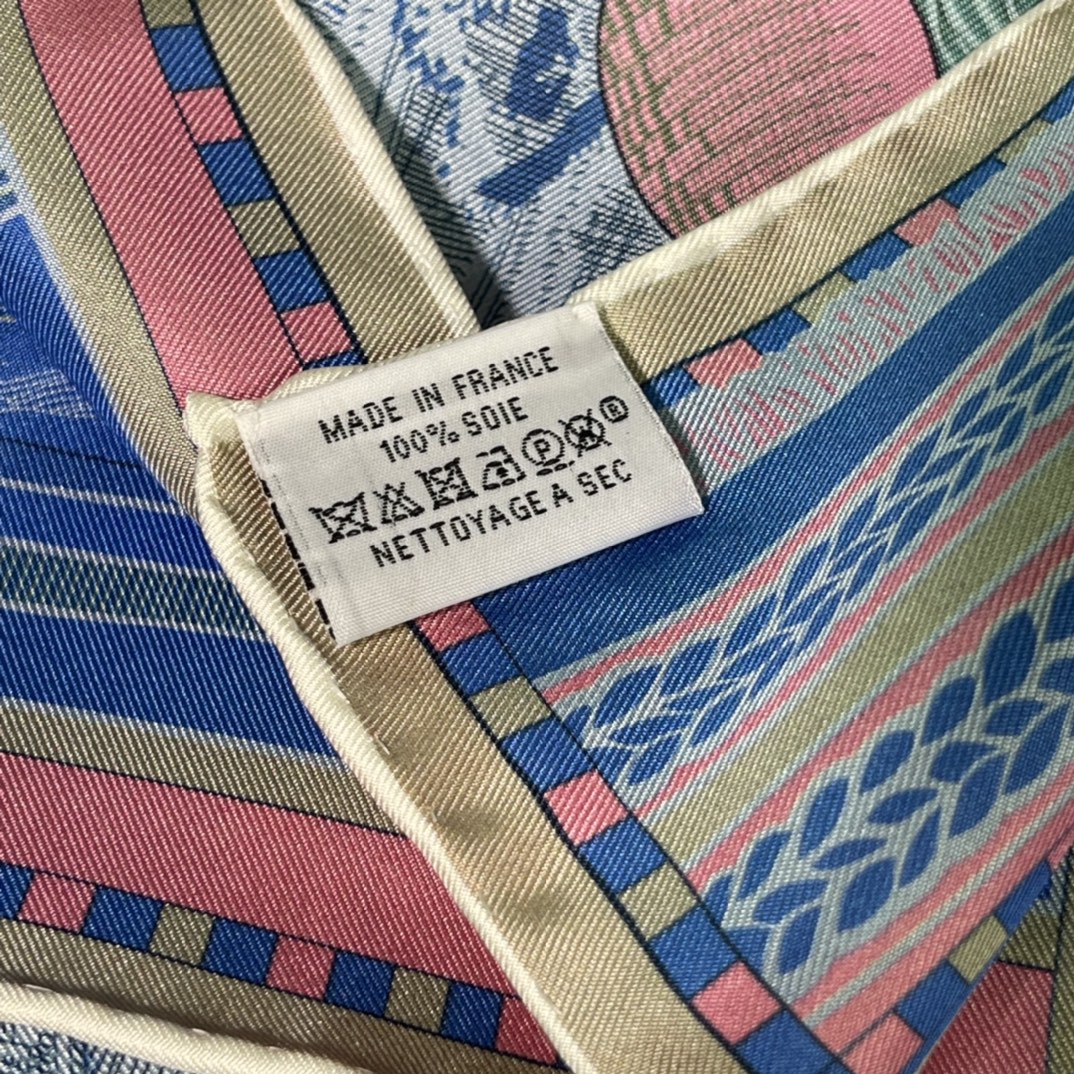 MADE IN FRANCE
100% SOIE
P W ®
NETTOYAGE A SEC